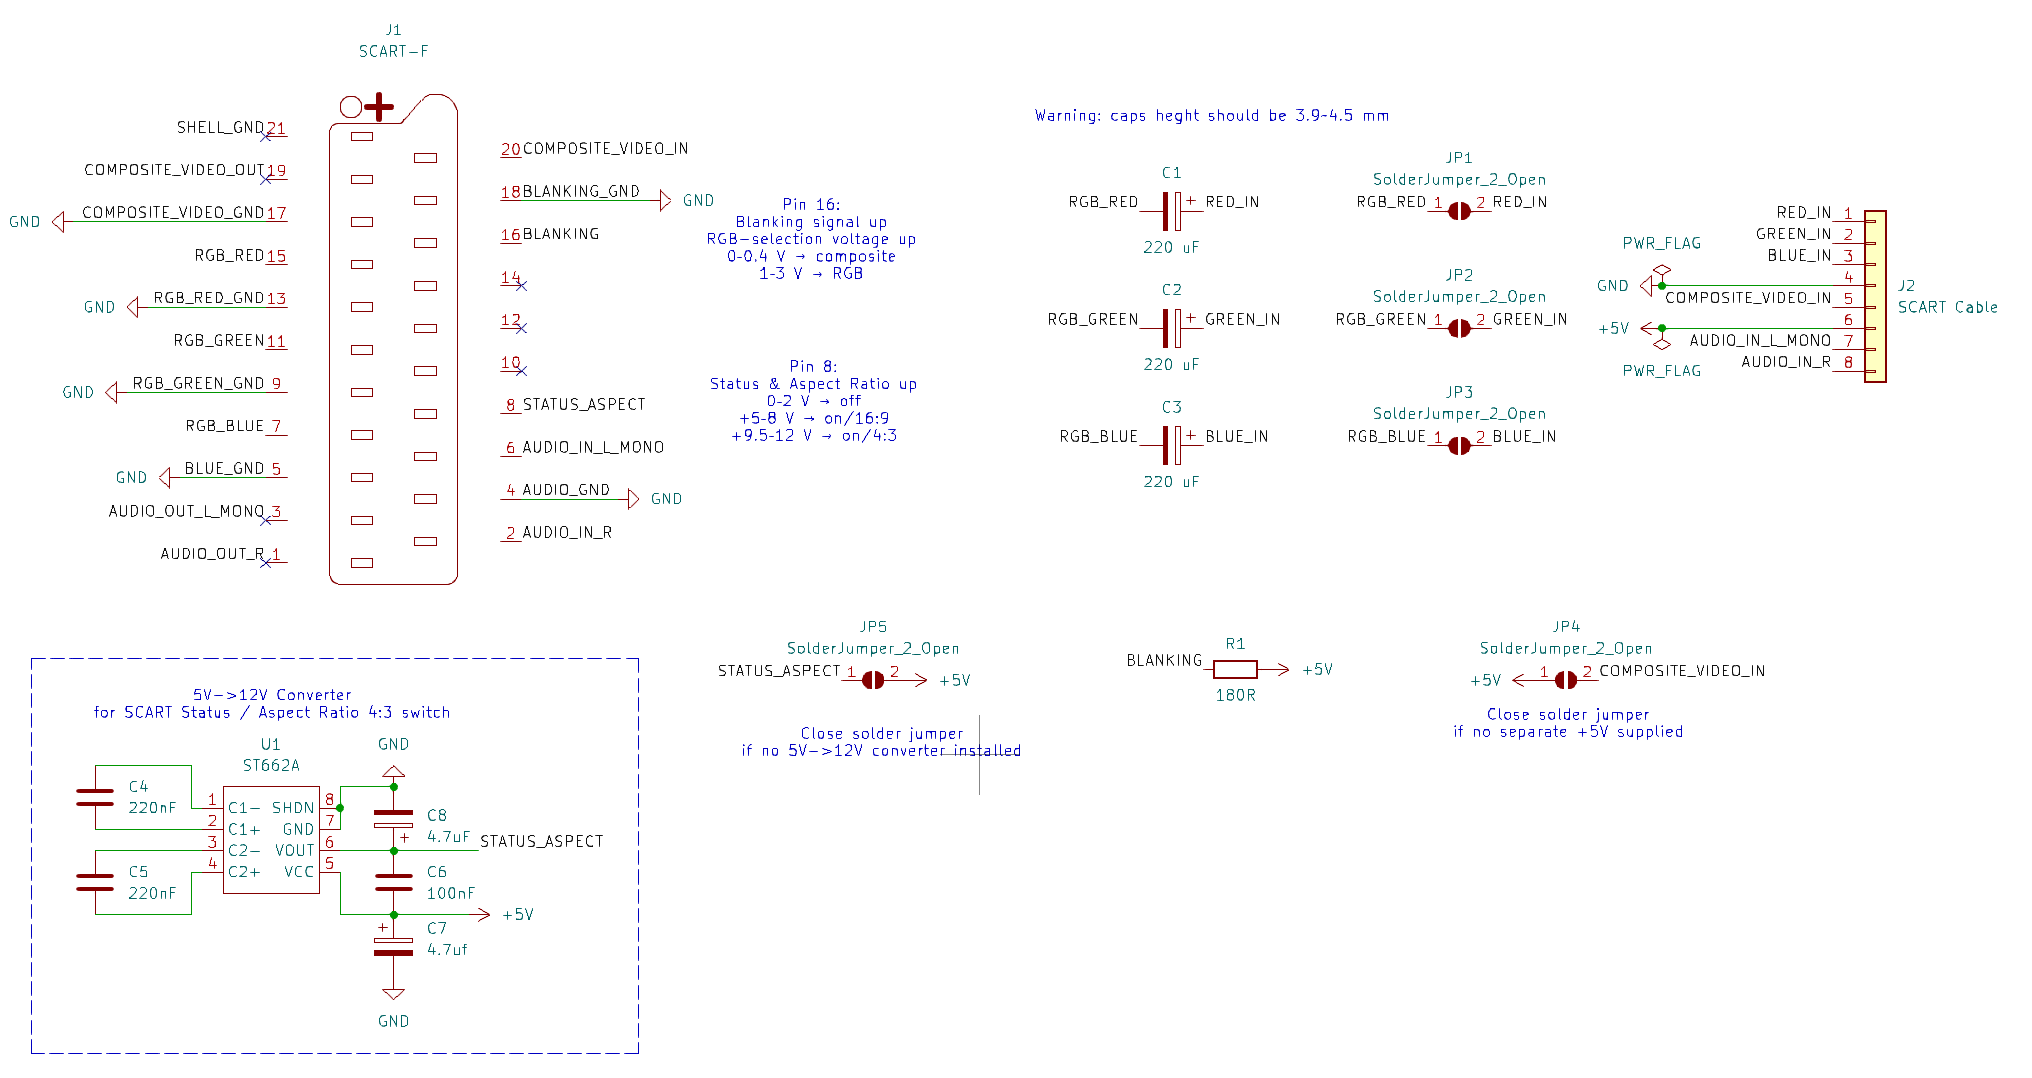 J1
SCART-F
SHELL_GND 21
COMPOSITE_VIDEO_OUT 19
GND COMPOSITE_VIDEO_GND 17
RGB_RED 15
GND RGB_RED_GND 13
RGB_GREEN 11
GND RGB_GREEN_GND 9
RGB_BLUE 7
GND BLUE_GND 5
AUDIO_OUT_L_MONO 3
AUDIO_OUT_R 1
20 COMPOSITE_VIDEO_IN
18 BLANKING_GND GND
16 BLANKING
14
12
10
8 STATUS_ASPECT
6 AUDIO_IN_L_MONO
4 AUDIO_GND GND
2 AUDIO_IN_R
Pin 16:
Blanking signal up
RGB-selection voltage up
0-0.4 V → composite
1-3 V → RGB
Pin 8:
Status & Aspect Ratio up
0-2 V → off
+5-8 V → on/16:9
+9.5-12 V → on/4:3
Warning: caps heght should be 3.9~4.5 mm
C1
RGB_RED + RED_IN
220 uF
C2
RGB_GREEN + GREEN_IN
220 uF
C3
RGB_BLUE + BLUE_IN
220 uF
JP1
SolderJumper_2_Open
RGB_RED 1 2 RED_IN
JP2
SolderJumper_2_Open
RGB_GREEN 1 2 GREEN_IN
JP3
SolderJumper_2_Open
RGB_BLUE 1 2 BLUE_IN
RED_IN 1
GREEN_IN 2
PWR_FLAG
BLUE_IN 3
GND 4
COMPOSITE_VIDEO_IN 5
+5V 6
AUDIO_IN_L_MONO 7
AUDIO_IN_R 8
PWR_FLAG
J2
SCART Cable
JP5
SolderJumper_2_Open
STATUS_ASPECT 1 2 +5V
Close solder jumper
if no 5V->12V converter installed
R1
BLANKING +5V
180R
JP4
SolderJumper_2_Open
+5V 1 2 COMPOSITE_VIDEO_IN
Close solder jumper
if no separate +5V supplied
5V->12V Converter
for SCART Status / Aspect Ratio 4:3 switch
U1
ST662A
GND
C4
220nF
C5
220nF
1 C1- SHDN 8
2 C1+ GND 7
3 C2- VOUT 6
4 C2+ VCC 5
C8
+ 4.7uF
STATUS_ASPECT
C6
100nF
+5V
+ C7
4.7uf
GND